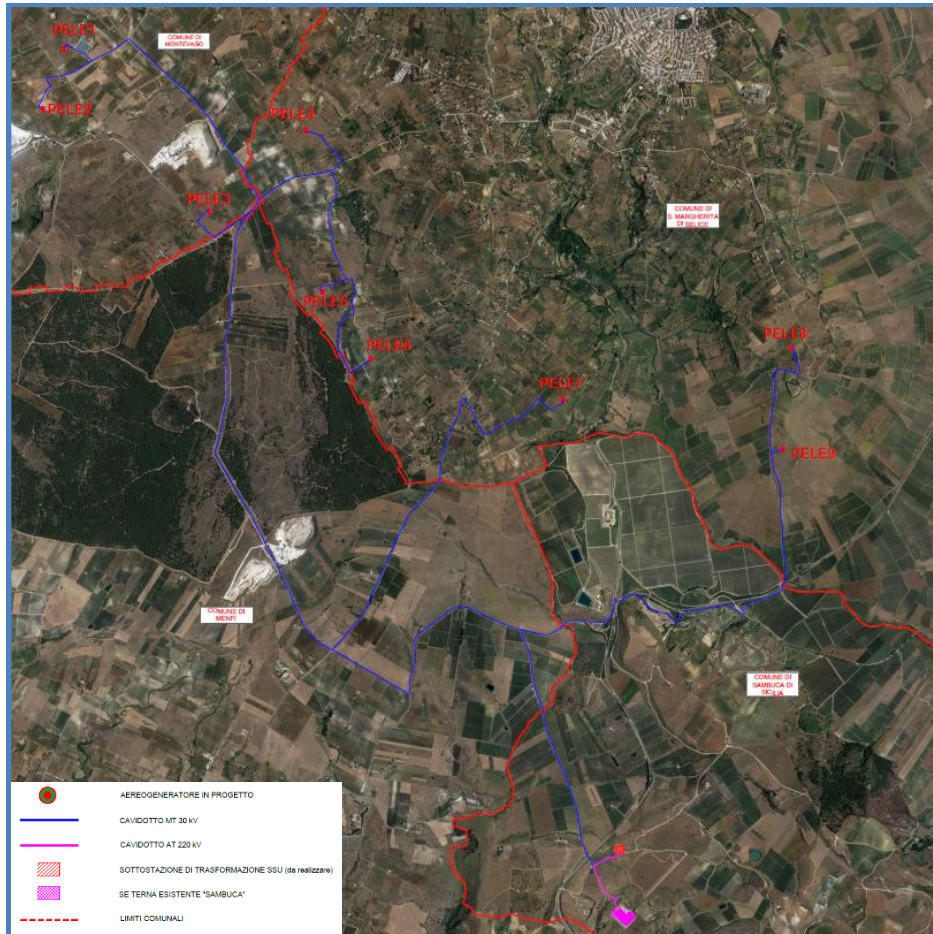 PELE1
COMUNE DI
MONTEVAGO
PELE2
PELE4
PELE3
COMUNE DI
S. MARGHERITA
DI BELICE
PELE5
PELE8
PELE6
PELE7
PELE9
COMUNE DI
MENFI
COMUNE DI
SAMBUCA DI
SICILIA
AEREOGENERATORE IN PROGETTO
CAVIDOTTO MT 30 kV
CAVIDOTTO AT 220 kV
SOTTOSTAZIONE DI TRASFORMAZIONE SSU (da realizzare)
SE TERNA ESISTENTE "SAMBUCA"
LIMITI COMUNALI